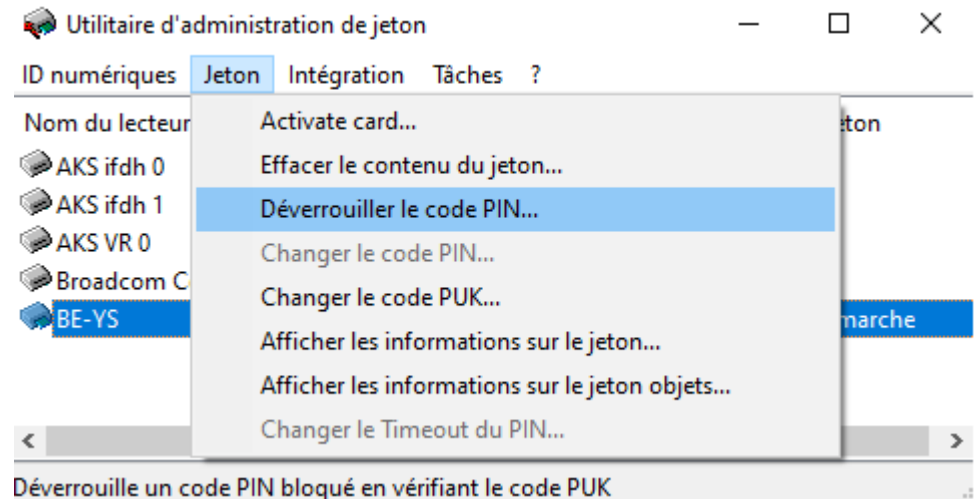 Utilitaire d'administration de jeton
ID numériques Jeton Intégration Tâches ?
Nom du lecteur
Activate card...
AKS ifdh 0
Effacer le contenu du jeton...
AKS ifdh 1
Déverrouiller le code PIN...
AKS VR 0
Changer le code PIN...
Broadcom
Changer le code PUK...
BE-YS
marche
Afficher les informations sur le jeton...
Afficher les informations sur le jeton objets...
Changer le Timeout du PIN...
Déverrouille un code PIN bloqué en vérifiant le code PUK